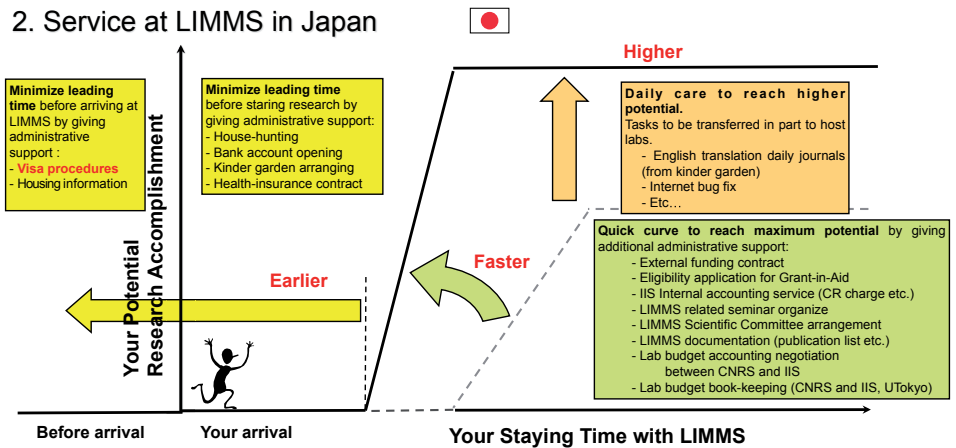 2. Service at LIMMS in Japan
Higher
Minimize leading
time before arriving at
LIMMS by giving
administrative
support :
- Visa procedures
- Housing information
Minimize leading time
before staring research by
giving administrative support:
- House-hunting
- Bank account opening
- Kinder garden arranging
- Health-insurance contract
Daily care to reach higher
potential.
Tasks to be transferred in part to host
labs.
- English translation daily journals
(from kinder garden)
- Internet bug fix
- Etc…
Quick curve to reach maximum potential by giving
additional administrative support:
- External funding contract
- Eligibility application for Grant-in-Aid
- IIS Internal accounting service (CR charge etc.)
- LIMMS related seminar organize
- LIMMS Scientific Committee arrangement
- LIMMS documentation (publication list etc.)
- Lab budget accounting negotiation
between CNRS and IIS
- Lab budget book-keeping (CNRS and IIS, UTokyo)
Faster
Earlier
Your Potential
Research Accomplishment
Before arrival
Your arrival
Your Staying Time with LIMMS